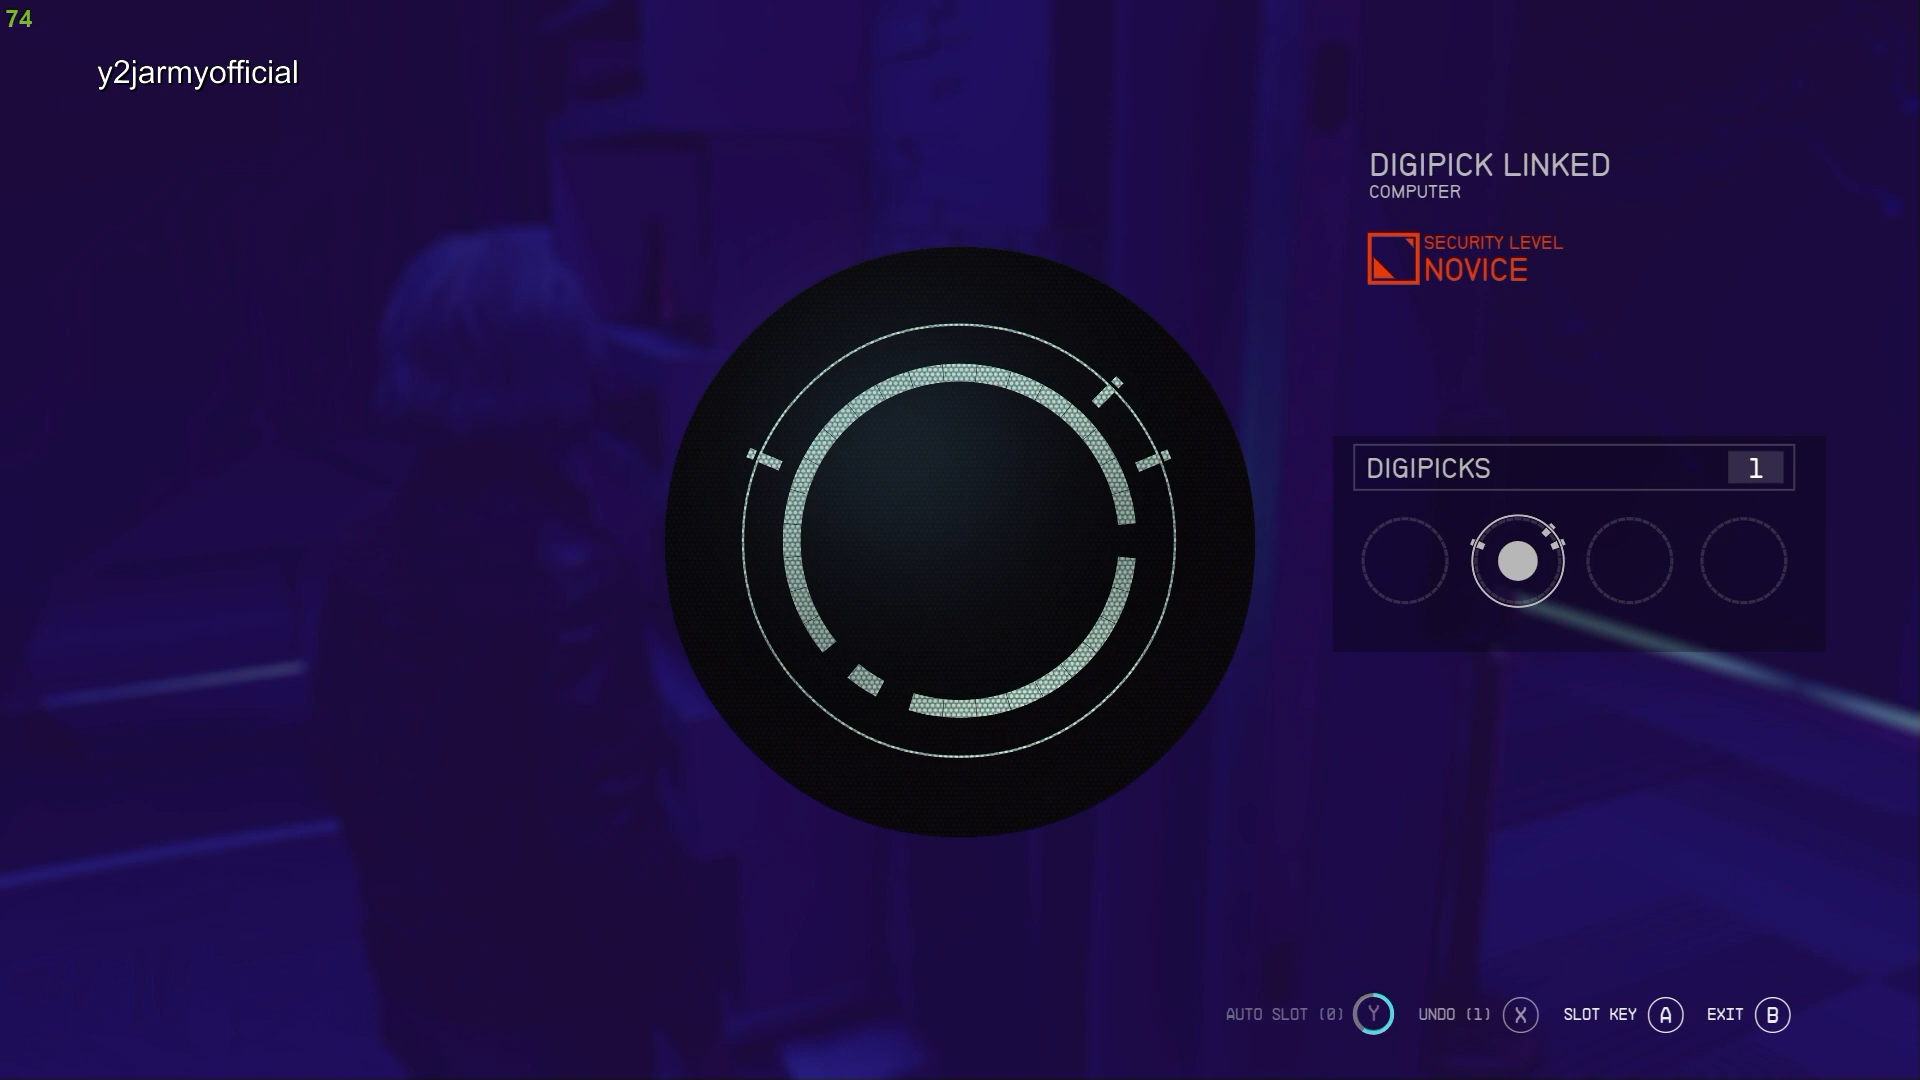 74
y2jarmyofficial
DIGIPICK LINKED
COMPUTER
SECURITY LEVEL
NOVICE
DIGIPICKS 1
AUTO SLOT (0) Y UNDO (1) X SLOT KEY A EXIT B